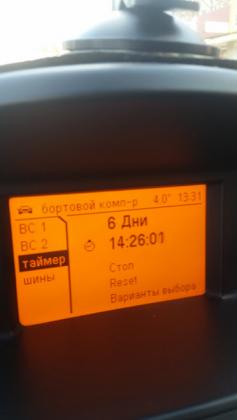 бортовой комп-р 4.0° 13:31
ВС 1
ВС 2
таймер
шины
6 Дни
14:26:01
Стоп
Reset
Варианты выбора